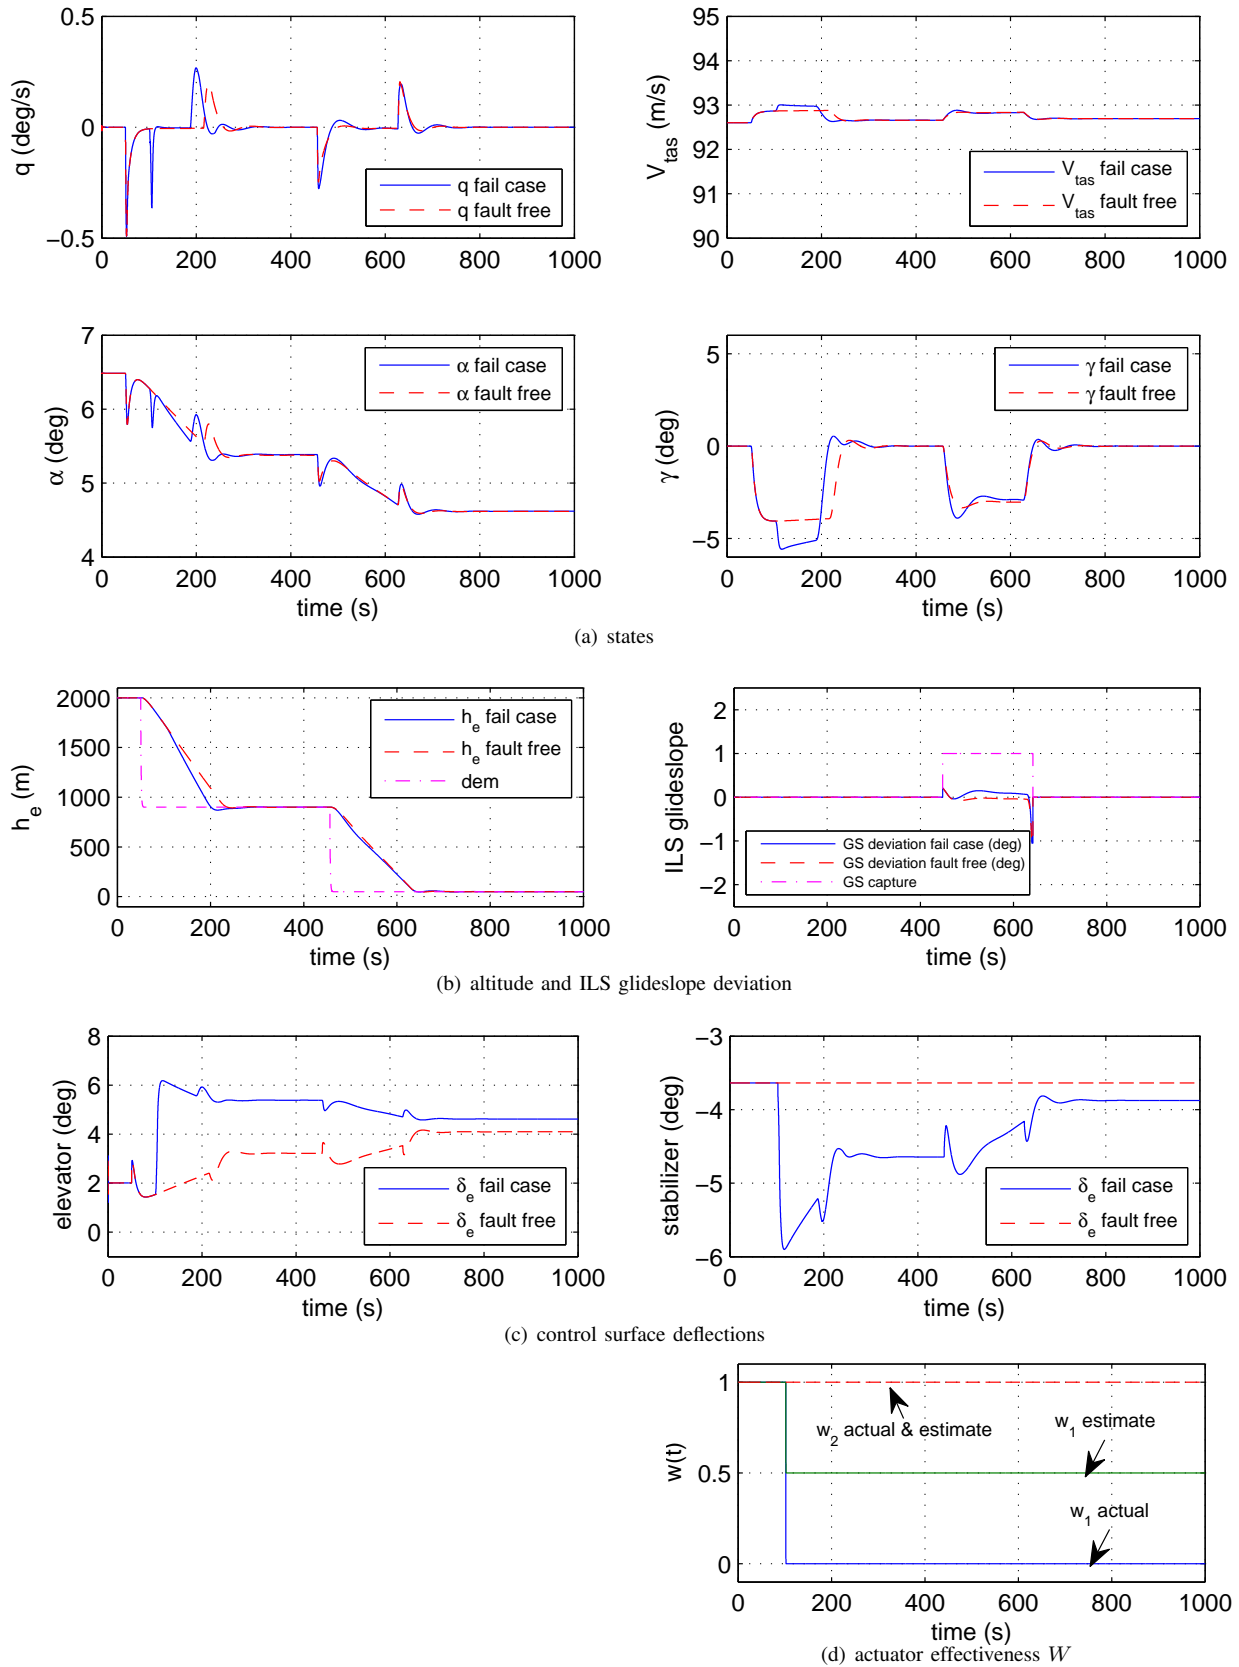 0.5
0
−0.5
q (deg/s)
q fail case
q fault free
0 200 400 600 800 1000
95
94
93
92
91
90
V_tas (m/s)
V_tas fail case
V_tas fault free
0 200 400 600 800 1000
7
6
5
4
α (deg)
α fail case
α fault free
0 200 400 600 800 1000
time (s)
5
0
−5
γ (deg)
γ fail case
γ fault free
0 200 400 600 800 1000
time (s)
(a) states
2000
1500
1000
500
0
h_e (m)
h_e fail case
h_e fault free
dem
0 200 400 600 800 1000
time (s)
2
1
0
−1
−2
ILS glideslope
GS deviation fail case (deg)
GS deviation fault free (deg)
GS capture
0 200 400 600 800 1000
time (s)
(b) altitude and ILS glideslope deviation
8
6
4
2
0
elevator (deg)
δ_e fail case
δ_e fault free
0 200 400 600 800 1000
time (s)
−3
−4
−5
−6
stabilizer (deg)
δ_e fail case
δ_e fault free
0 200 400 600 800 1000
time (s)
(c) control surface deflections
1
0.5
0
w(t)
w_2 actual & estimate
w_1 estimate
w_1 actual
0 200 400 600 800 1000
time (s)
(d) actuator effectiveness W